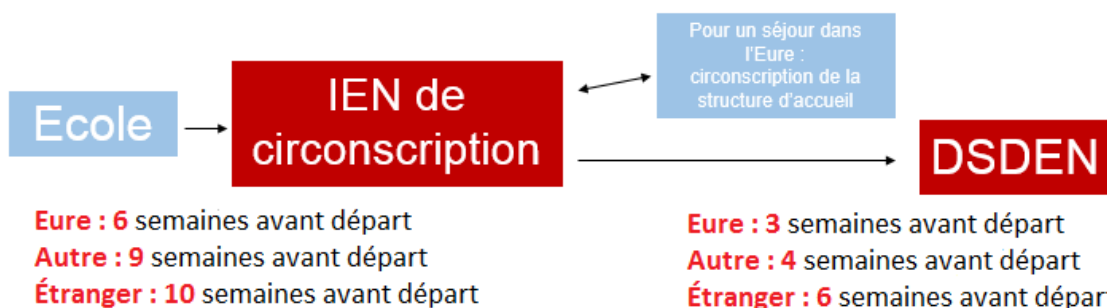 Pour un séjour dans
l'Eure :
circonscription de la
structure d'accueil
Ecole
IEN de
circonscription
DSDEN
Eure : 6 semaines avant départ
Autre : 9 semaines avant départ
Étranger : 10 semaines avant départ
Eure : 3 semaines avant départ
Autre : 4 semaines avant départ
Étranger : 6 semaines avant départ